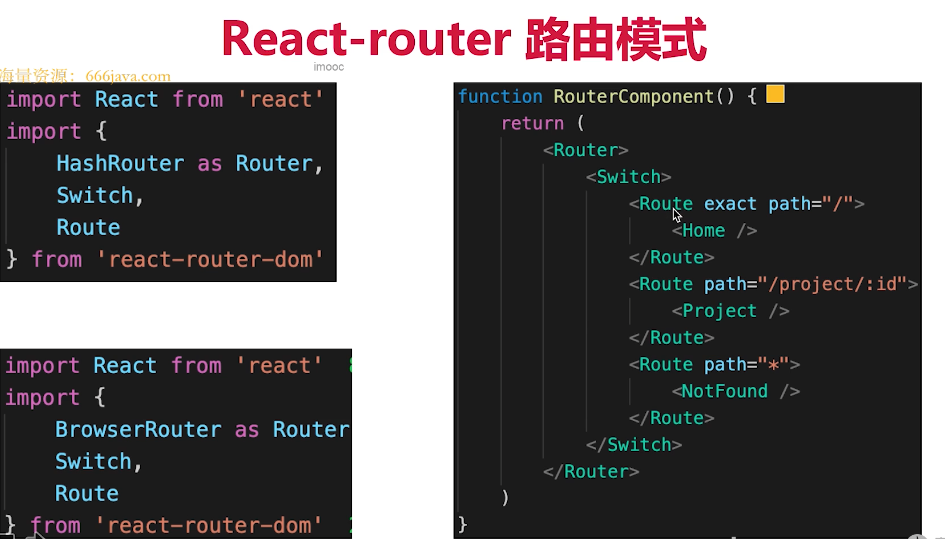 React-router 路由模式
imooc
海量资源：666java.com
import React from 'react'
import {
    HashRouter as Router,
    Switch,
    Route
} from 'react-router-dom'
import React from 'react'
import {
    BrowserRouter as Router
    Switch,
    Route
} from 'react-router-dom'
function RouterComponent() {
    return (
        <Router>
            <Switch>
                <Route exact path="/">
                    <Home />
                </Route>
                <Route path="/project/:id">
                    <Project />
                </Route>
                <Route path="*">
                    <NotFound />
                </Route>
            </Switch>
        </Router>
    )
}